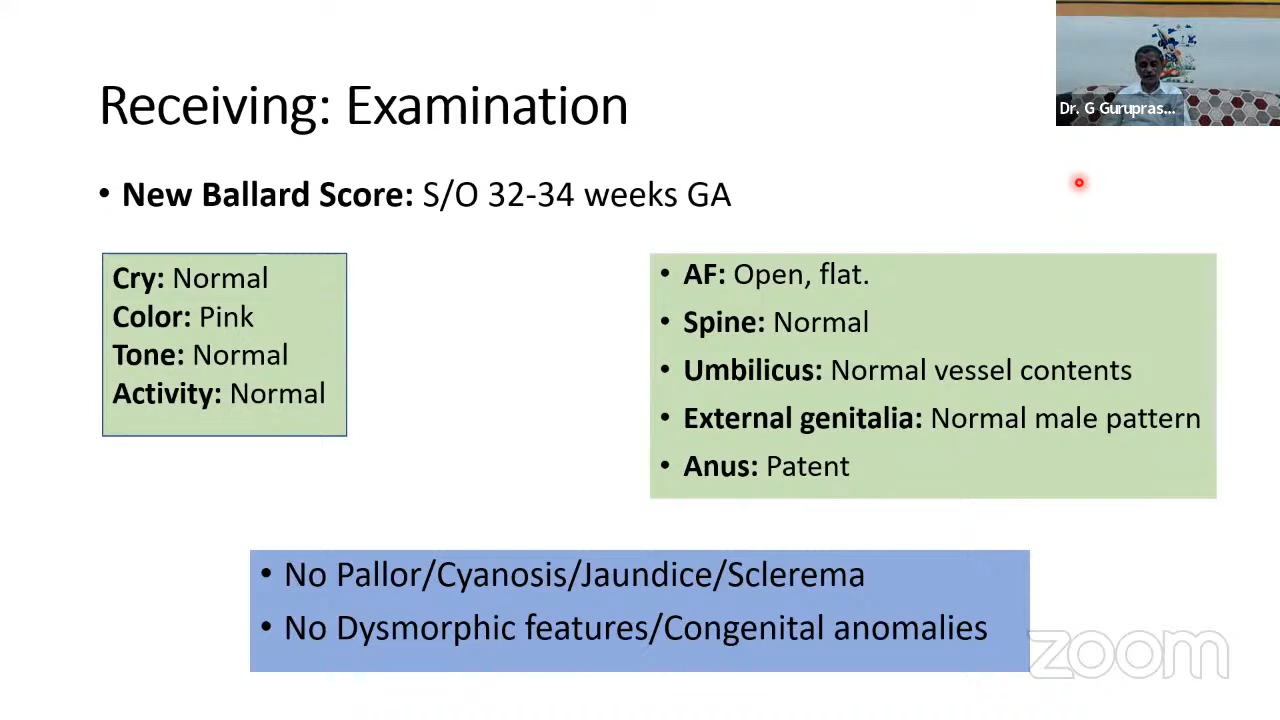 Receiving: Examination
Dr. G Gurupras...
• New Ballard Score: S/O 32-34 weeks GA
Cry: Normal
Color: Pink
Tone: Normal
Activity: Normal
• AF: Open, flat.
• Spine: Normal
• Umbilicus: Normal vessel contents
• External genitalia: Normal male pattern
• Anus: Patent
• No Pallor/Cyanosis/Jaundice/Sclerema
• No Dysmorphic features/Congenital anomalies
zoom